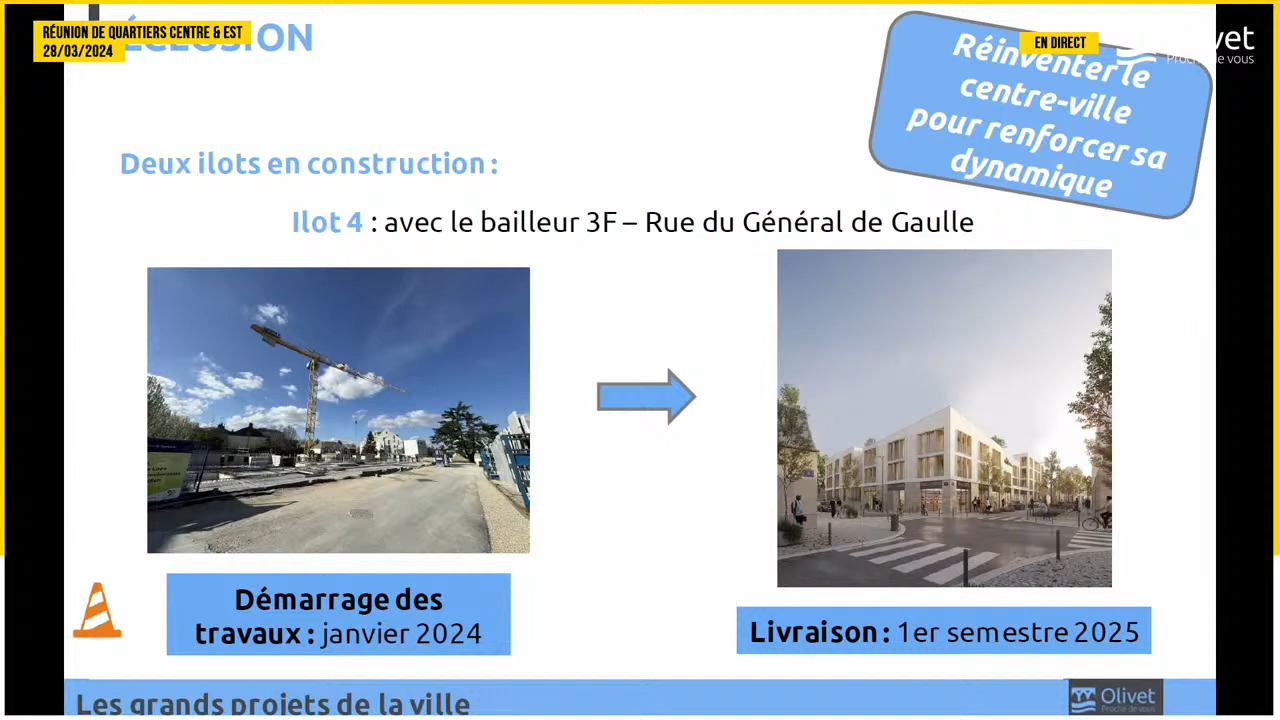 RÉUNION DE QUARTIERS CENTRE & EST
28/03/2024
EN DIRECT
Réinventer le
centre-ville
pour renforcer sa
dynamique
Deux ilots en construction :
Ilot 4 : avec le bailleur 3F – Rue du Général de Gaulle
Démarrage des
travaux : janvier 2024
Livraison : 1er semestre 2025
Les grands projets de la ville
Olivet
Proche de vous